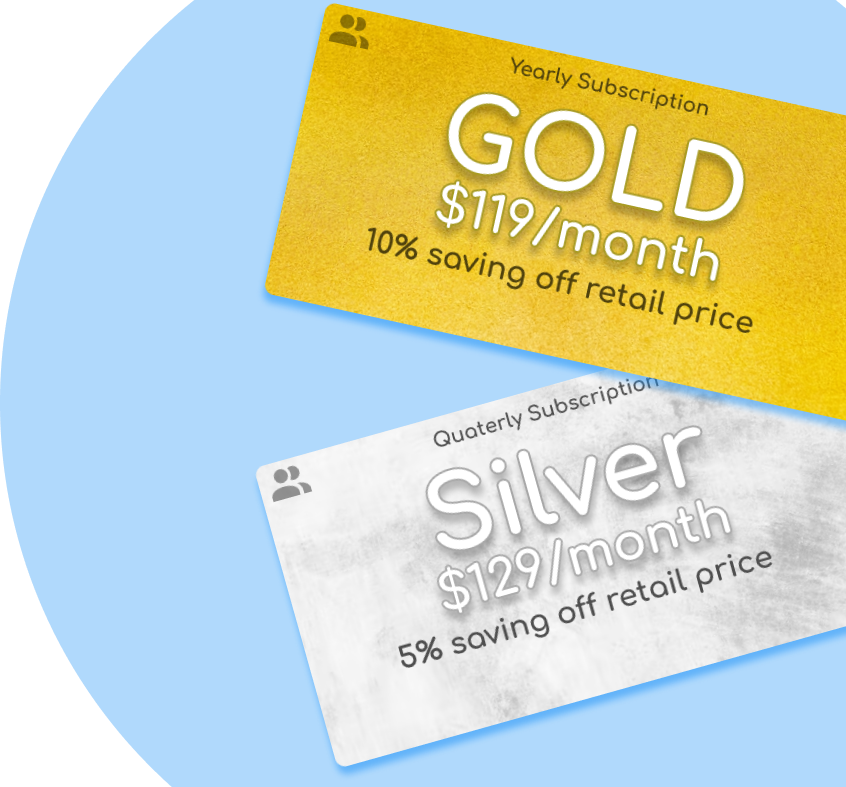 Yearly Subscription
GOLD
$119/month
10% saving off retail price
Quaterly Subscription
Silver
$129/month
5% saving off retail price